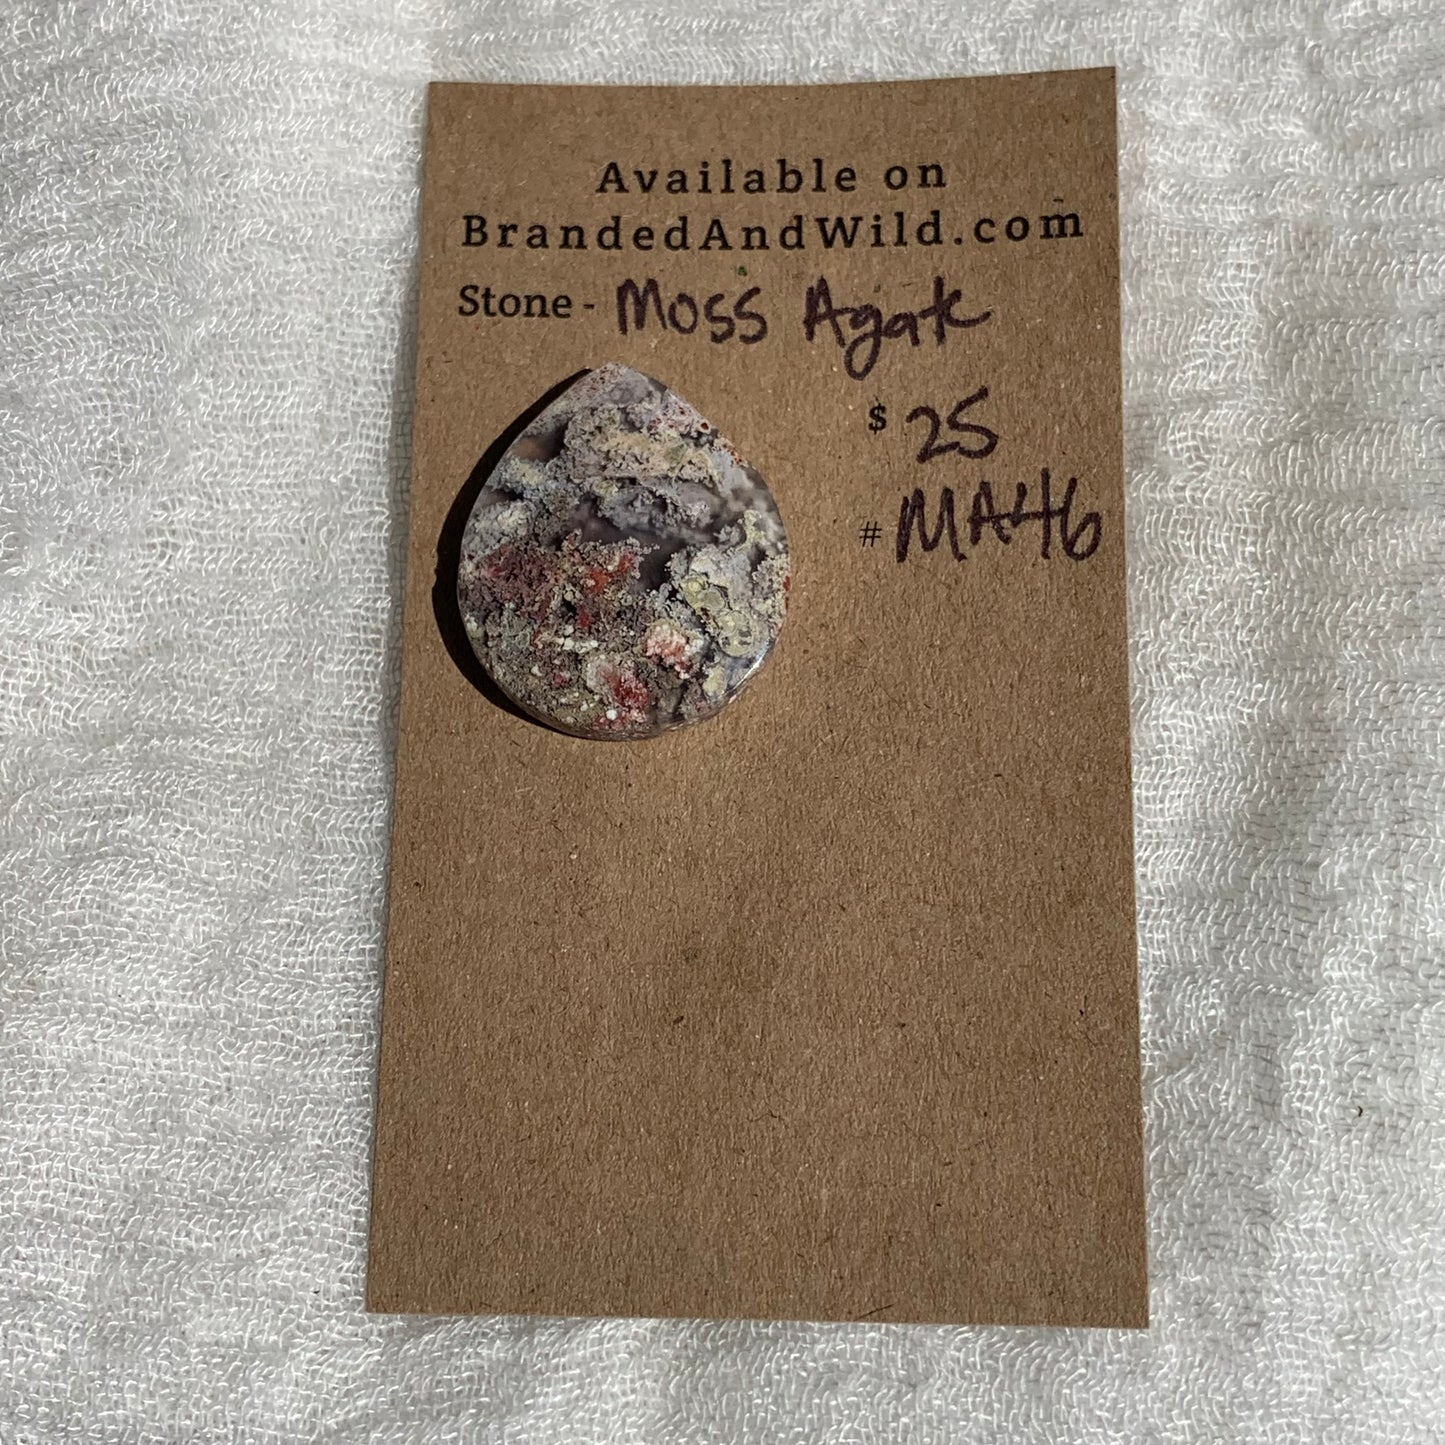 Available on
BrandedAndWild.com
Stone - Moss Agate
$ 25
# MA46